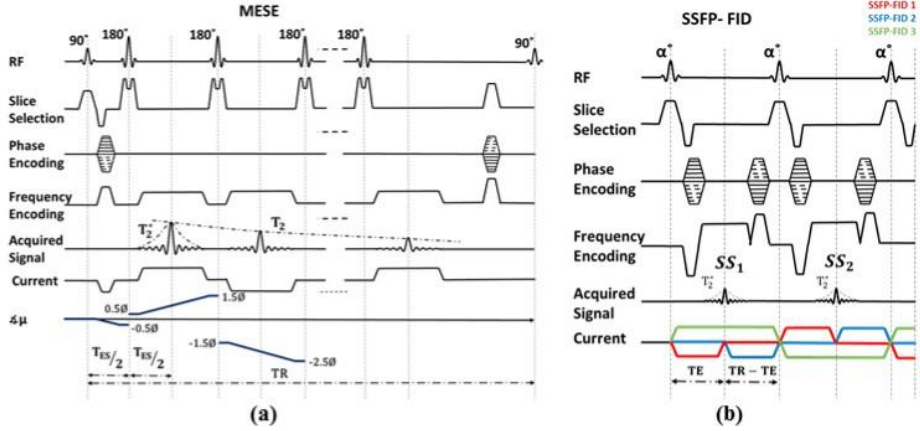 MESE
90° 180° 180° 180° 180° 90°
RF
Slice
Selection
Phase
Encoding
Frequency
Encoding
T₂* T₂
Acquired
Signal
Current
0.5Ø 1.5Ø
∡μ
-0.5Ø
-1.5Ø -2.5Ø
T_ES/2 T_ES/2
TR
(a)
SSFP-FID 1
SSFP-FID 2
SSFP-FID 3
SSFP- FID
α° α° α°
RF
Slice
Selection
Phase
Encoding
Frequency
Encoding
SS₁ SS₂
T₂* T₂*
Acquired
Signal
Current
TE TR − TE
(b)